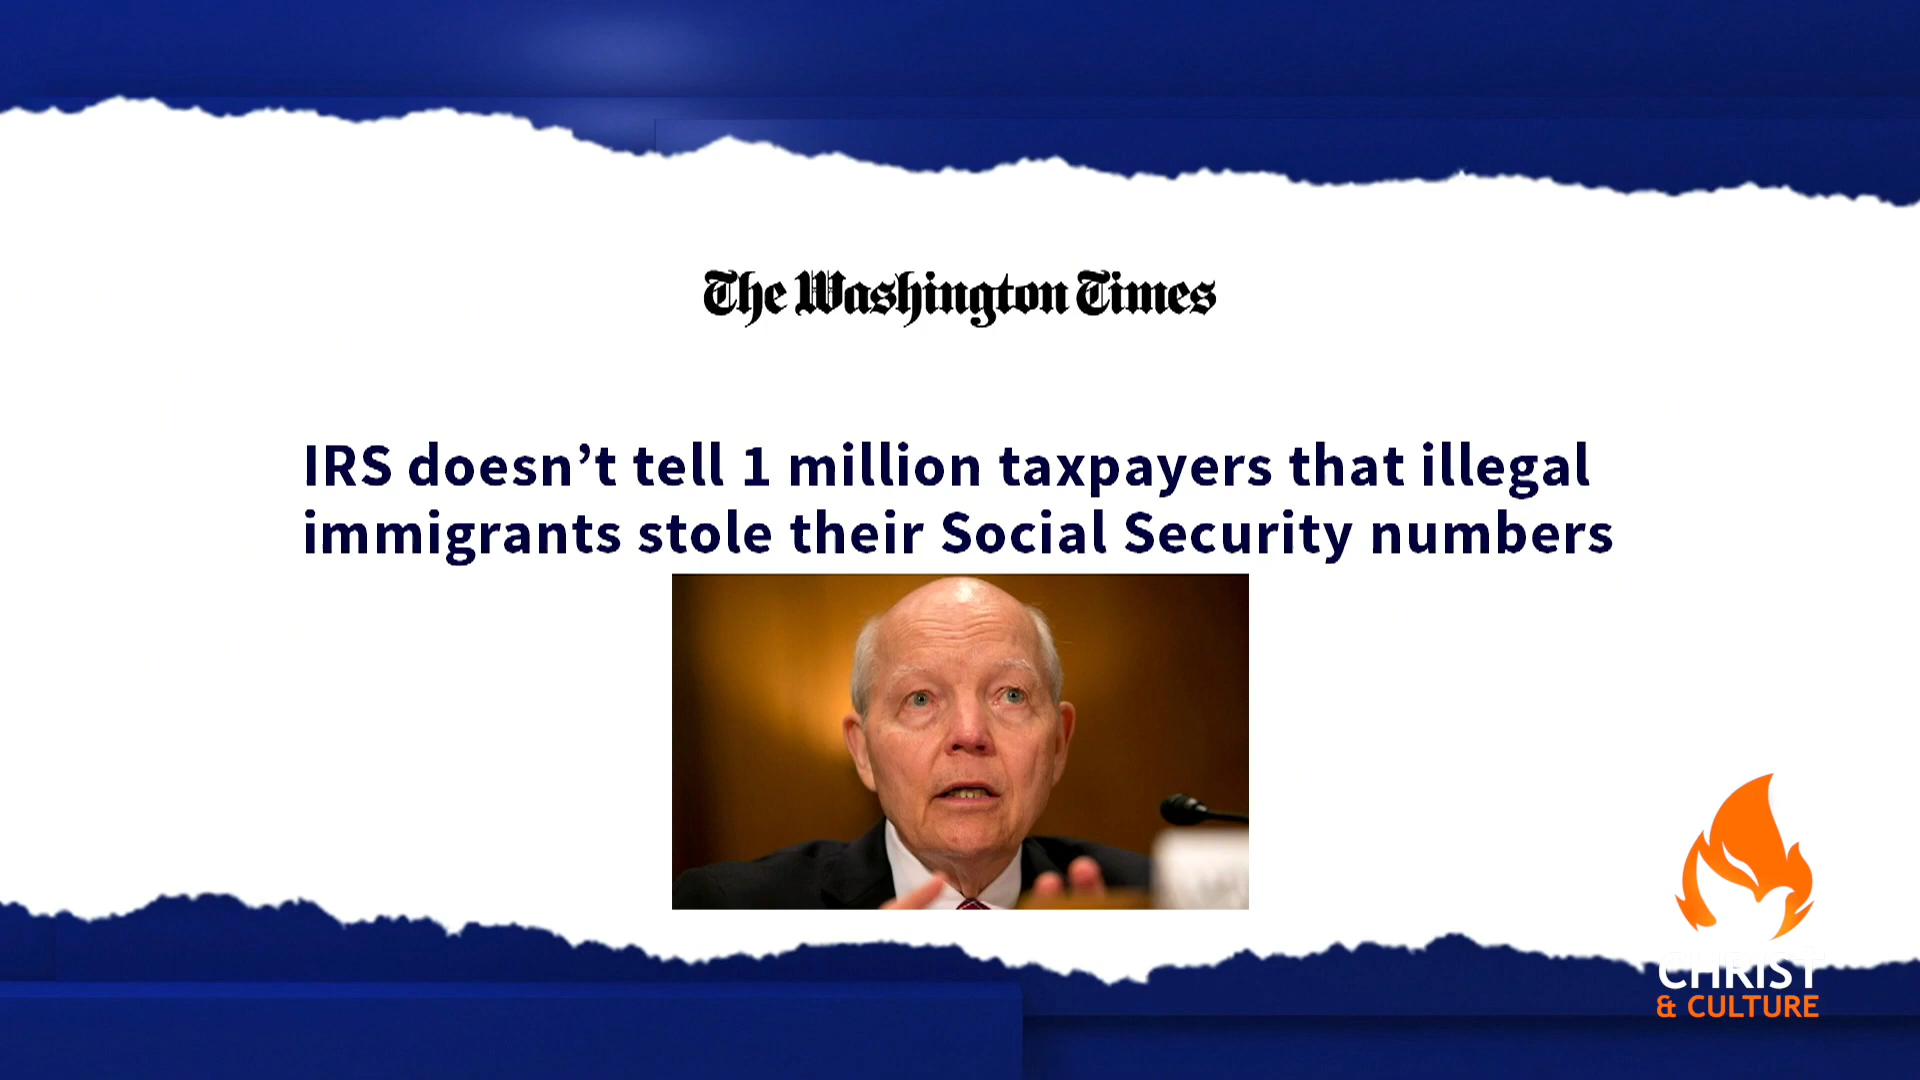 The Washington Times
IRS doesn’t tell 1 million taxpayers that illegal
immigrants stole their Social Security numbers
CHRIST
& CULTURE